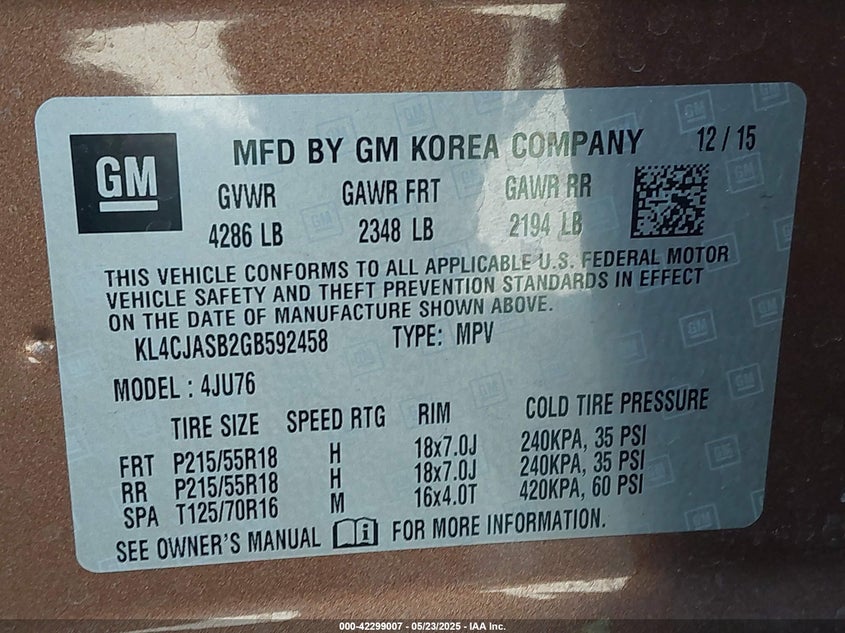 GM
MFD BY GM KOREA COMPANY 12 / 15
GVWR GAWR FRT GAWR RR
4286 LB 2348 LB 2194 LB
THIS VEHICLE CONFORMS TO ALL APPLICABLE U.S. FEDERAL MOTOR
VEHICLE SAFETY AND THEFT PREVENTION STANDARDS IN EFFECT
ON THE DATE OF MANUFACTURE SHOWN ABOVE.
KL4CJASB2GB592458 TYPE: MPV
MODEL : 4JU76
TIRE SIZE SPEED RTG RIM COLD TIRE PRESSURE
FRT P215/55R18 H 18x7.0J 240KPA, 35 PSI
RR P215/55R18 H 18x7.0J 240KPA, 35 PSI
SPA T125/70R16 M 16x4.0T 420KPA, 60 PSI
SEE OWNER'S MANUAL FOR MORE INFORMATION.
000-42299007 - 05/23/2025 - IAA Inc.